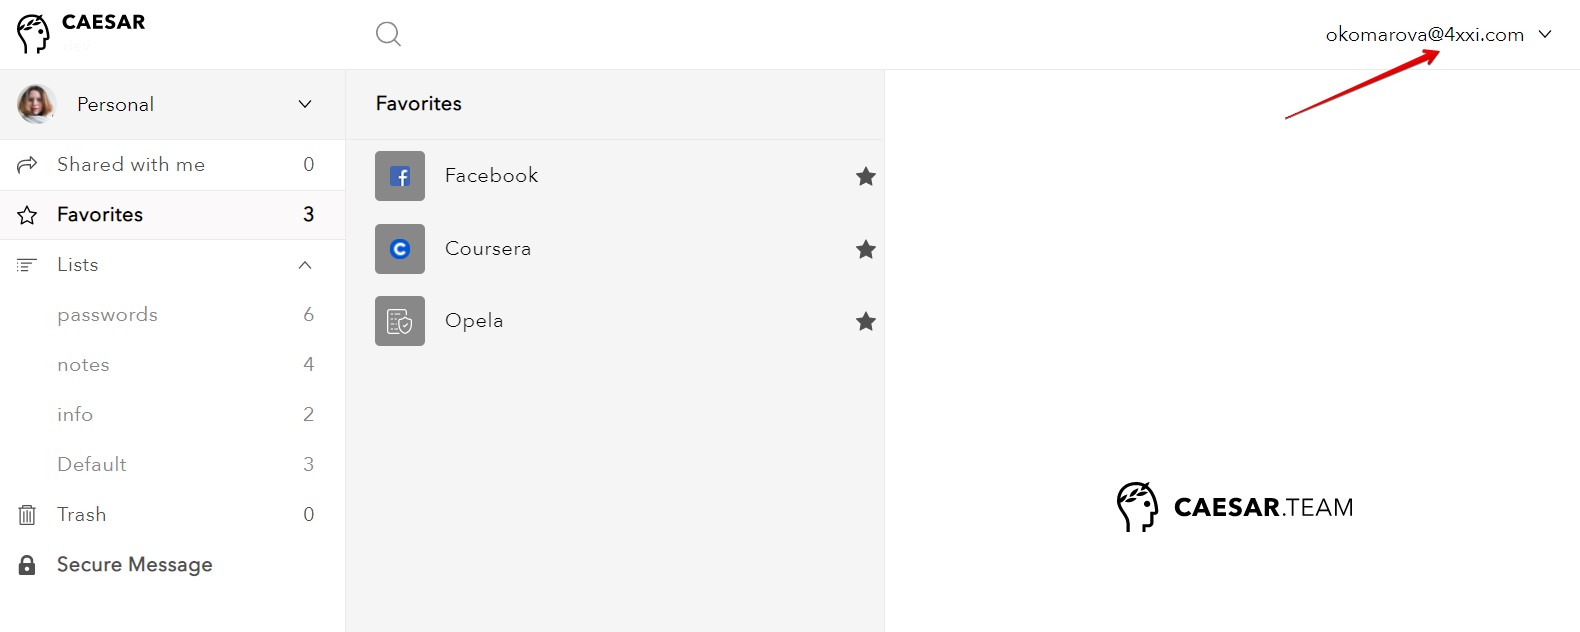 CAESAR
okomarova@4xxi.com
Personal
Shared with me 0
Favorites 3
Lists
passwords 6
notes 4
info 2
Default 3
Trash 0
Secure Message
Favorites
Facebook
Coursera
Opela
CAESAR.TEAM